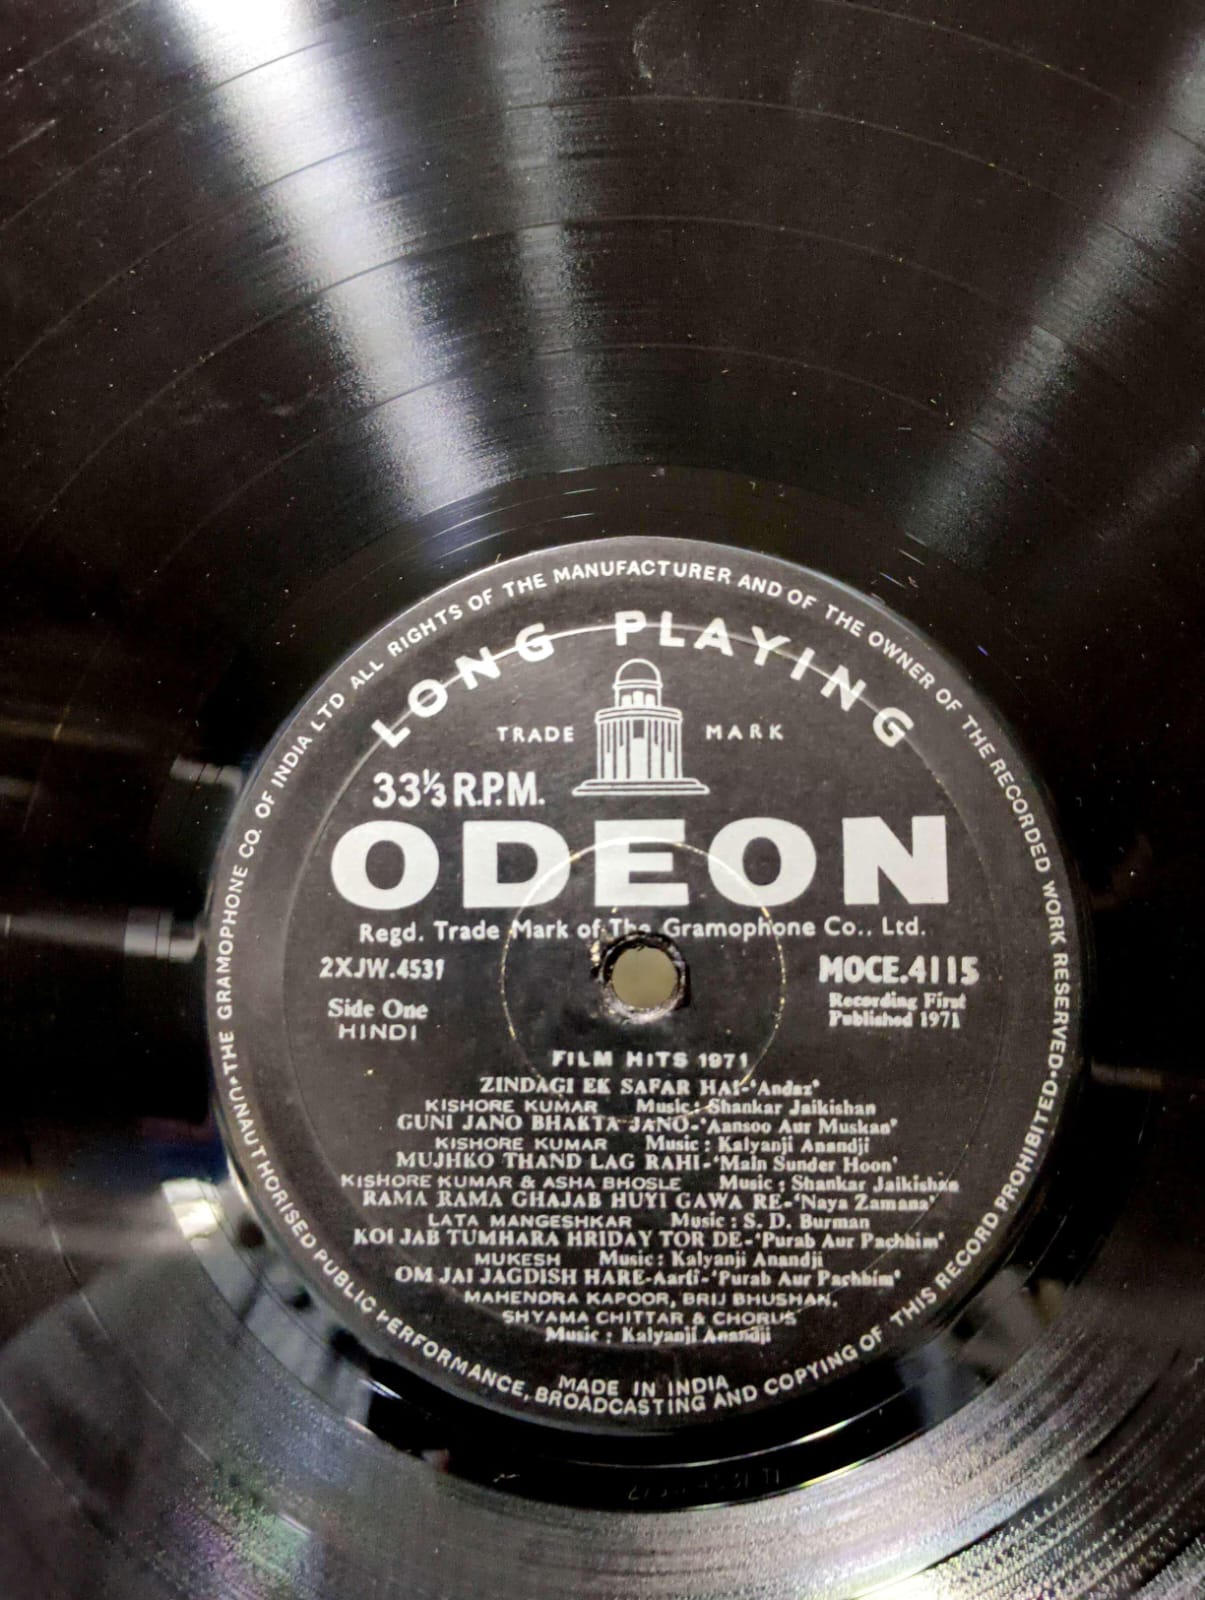 THE GRAMOPHONE CO. OF INDIA LTD ALL RIGHTS OF THE MANUFACTURER AND OF THE OWNER OF THE RECORDED WORK RESERVED•
UNAUTHORISED PUBLIC PERFORMANCE, BROADCASTING AND COPYING OF THIS RECORD PROHIBITED•
LONG PLAYING
TRADE MARK
33⅓ R.P.M.
ODEON
Regd. Trade Mark of The Gramophone Co., Ltd.
2XJW.4531 MOCE.4115
Side One Recording First
HINDI Published 1971
FILM HITS 1971
ZINDAGI EK SAFAR HAI-'Andaz'
KISHORE KUMAR Music : Shankar Jaikishan
GUNI JANO BHAKTA JANO-'Aansoo Aur Muskan'
KISHORE KUMAR Music : Kalyanji Anandji
MUJHKO THAND LAG RAHI-'Main Sunder Hoon'
KISHORE KUMAR & ASHA BHOSLE Music : Shankar Jaikishan
RAMA RAMA GHAJAB HUYI GAWA RE-'Naya Zamana'
LATA MANGESHKAR Music : S. D. Burman
KOI JAB TUMHARA HRIDAY TOR DE-'Purab Aur Pachhim'
MUKESH Music : Kalyanji Anandji
OM JAI JAGDISH HARE-Aarti-'Purab Aur Pachhim'
MAHENDRA KAPOOR, BRIJ BHUSHAN,
SHYAMA CHITTAR & CHORUS
Music : Kalyanji Anandji
MADE IN INDIA